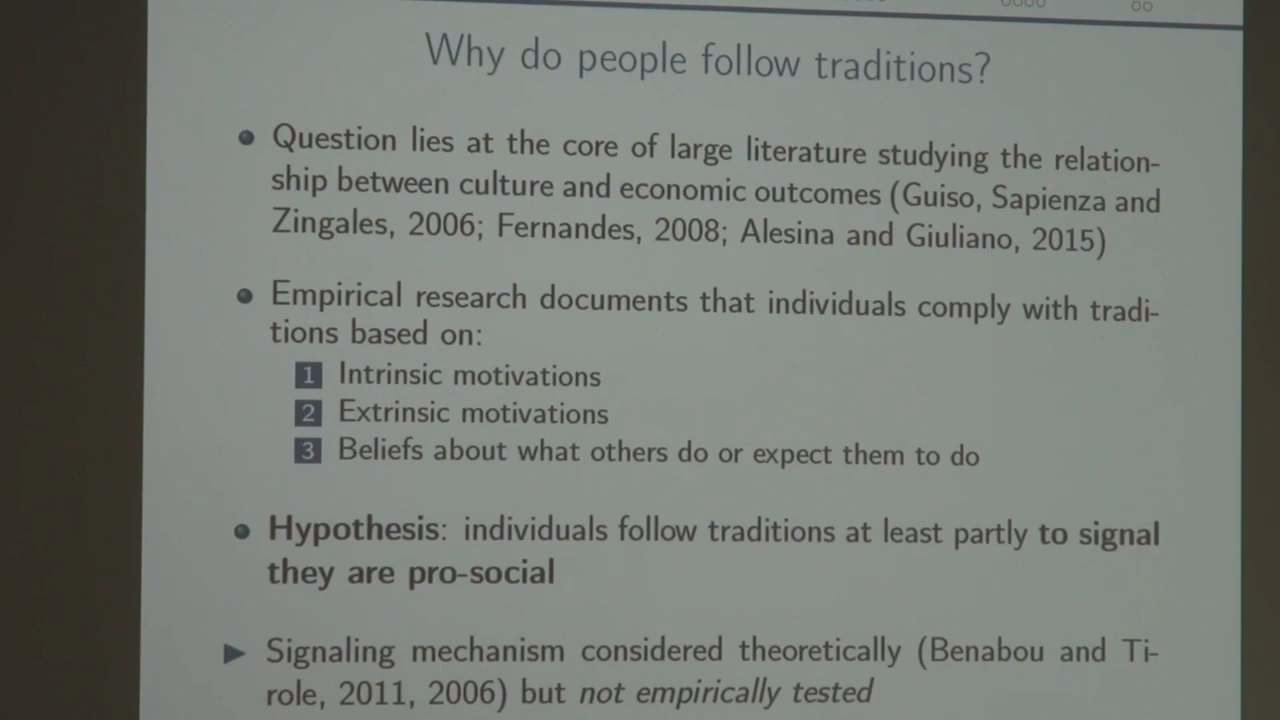 Why do people follow traditions?
Question lies at the core of large literature studying the relation-
ship between culture and economic outcomes (Guiso, Sapienza and
Zingales, 2006; Fernandes, 2008; Alesina and Giuliano, 2015)
Empirical research documents that individuals comply with tradi-
tions based on:
1 Intrinsic motivations
2 Extrinsic motivations
3 Beliefs about what others do or expect them to do
Hypothesis: individuals follow traditions at least partly to signal
they are pro-social
Signaling mechanism considered theoretically (Benabou and Ti-
role, 2011, 2006) but not empirically tested